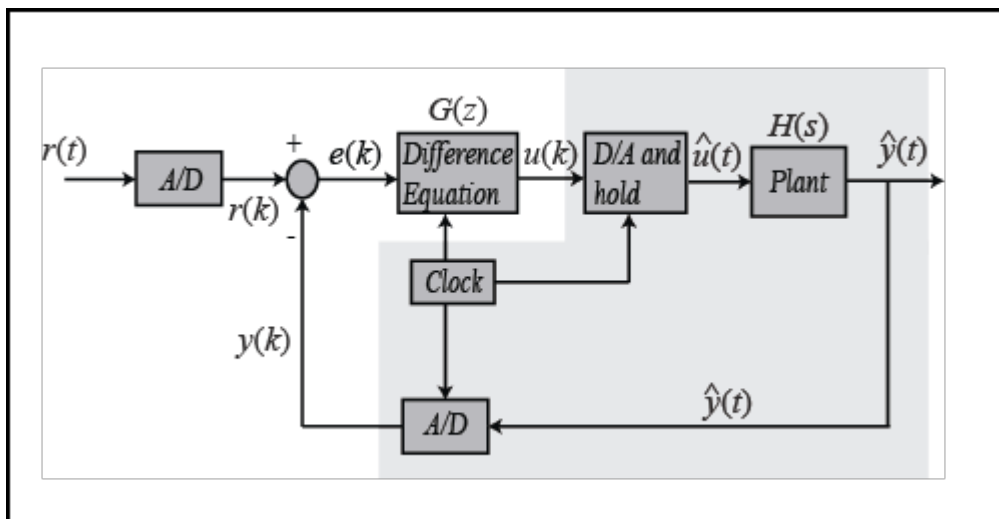 G(z)
H(s)
r(t)
A/D
r(k)
+
-
e(k)
Difference
Equation
u(k)
D/A and
hold
û(t)
Plant
ŷ(t)
Clock
y(k)
A/D
ŷ(t)